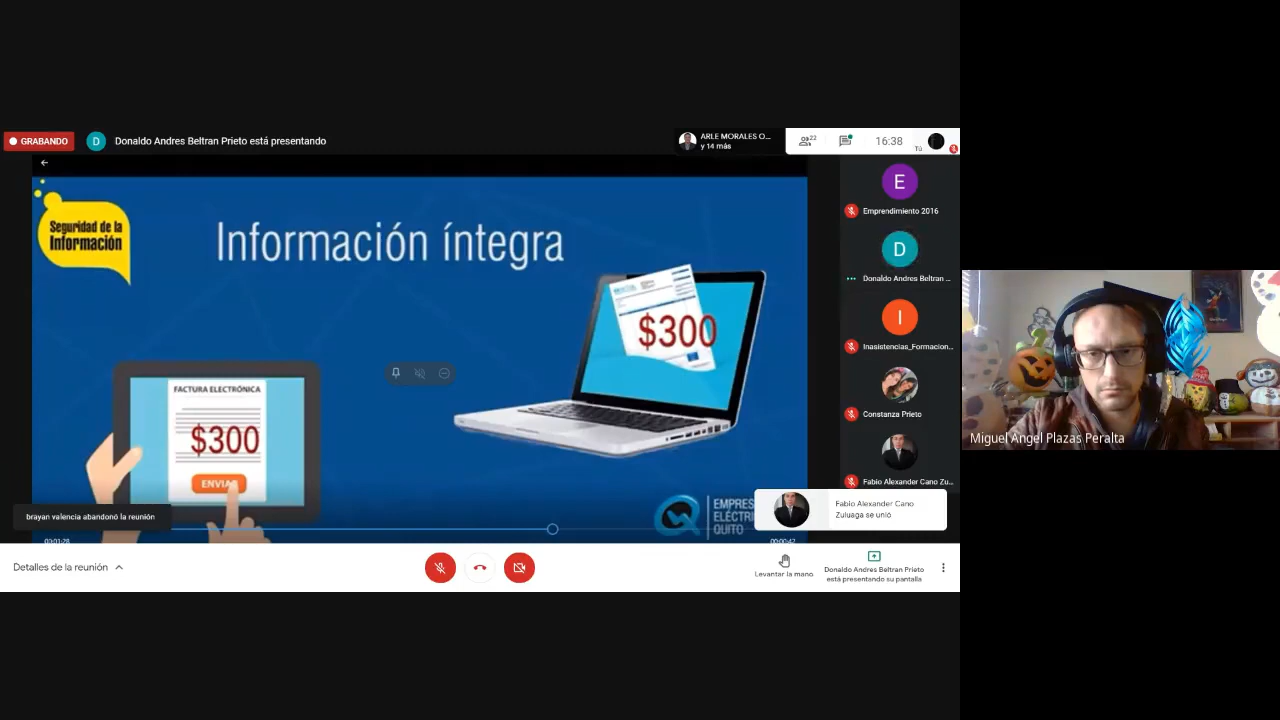 GRABANDO
D
Donaldo Andres Beltran Prieto está presentando
ARLE MORALES O...
y 14 más
22
16:38
Tú
Seguridad de la
Información
Información íntegra
$300
FACTURA ELECTRÓNICA
$300
ENVIA
EMPRES
ELÉCTRI
QUITO
00:01:28
00:00:42
brayan valencia abandonó la reunión
E
Emprendimiento 2016
D
Donaldo Andres Beltran ...
I
Inasistencias_Formacion...
Constanza Prieto
Fabio Alexander Cano Zu...
Fabio Alexander Cano
Zuluaga se unió
Miguel Angel Plazas Peralta
Detalles de la reunión
Levantar la mano
Donaldo Andres Beltran Prieto
está presentando su pantalla